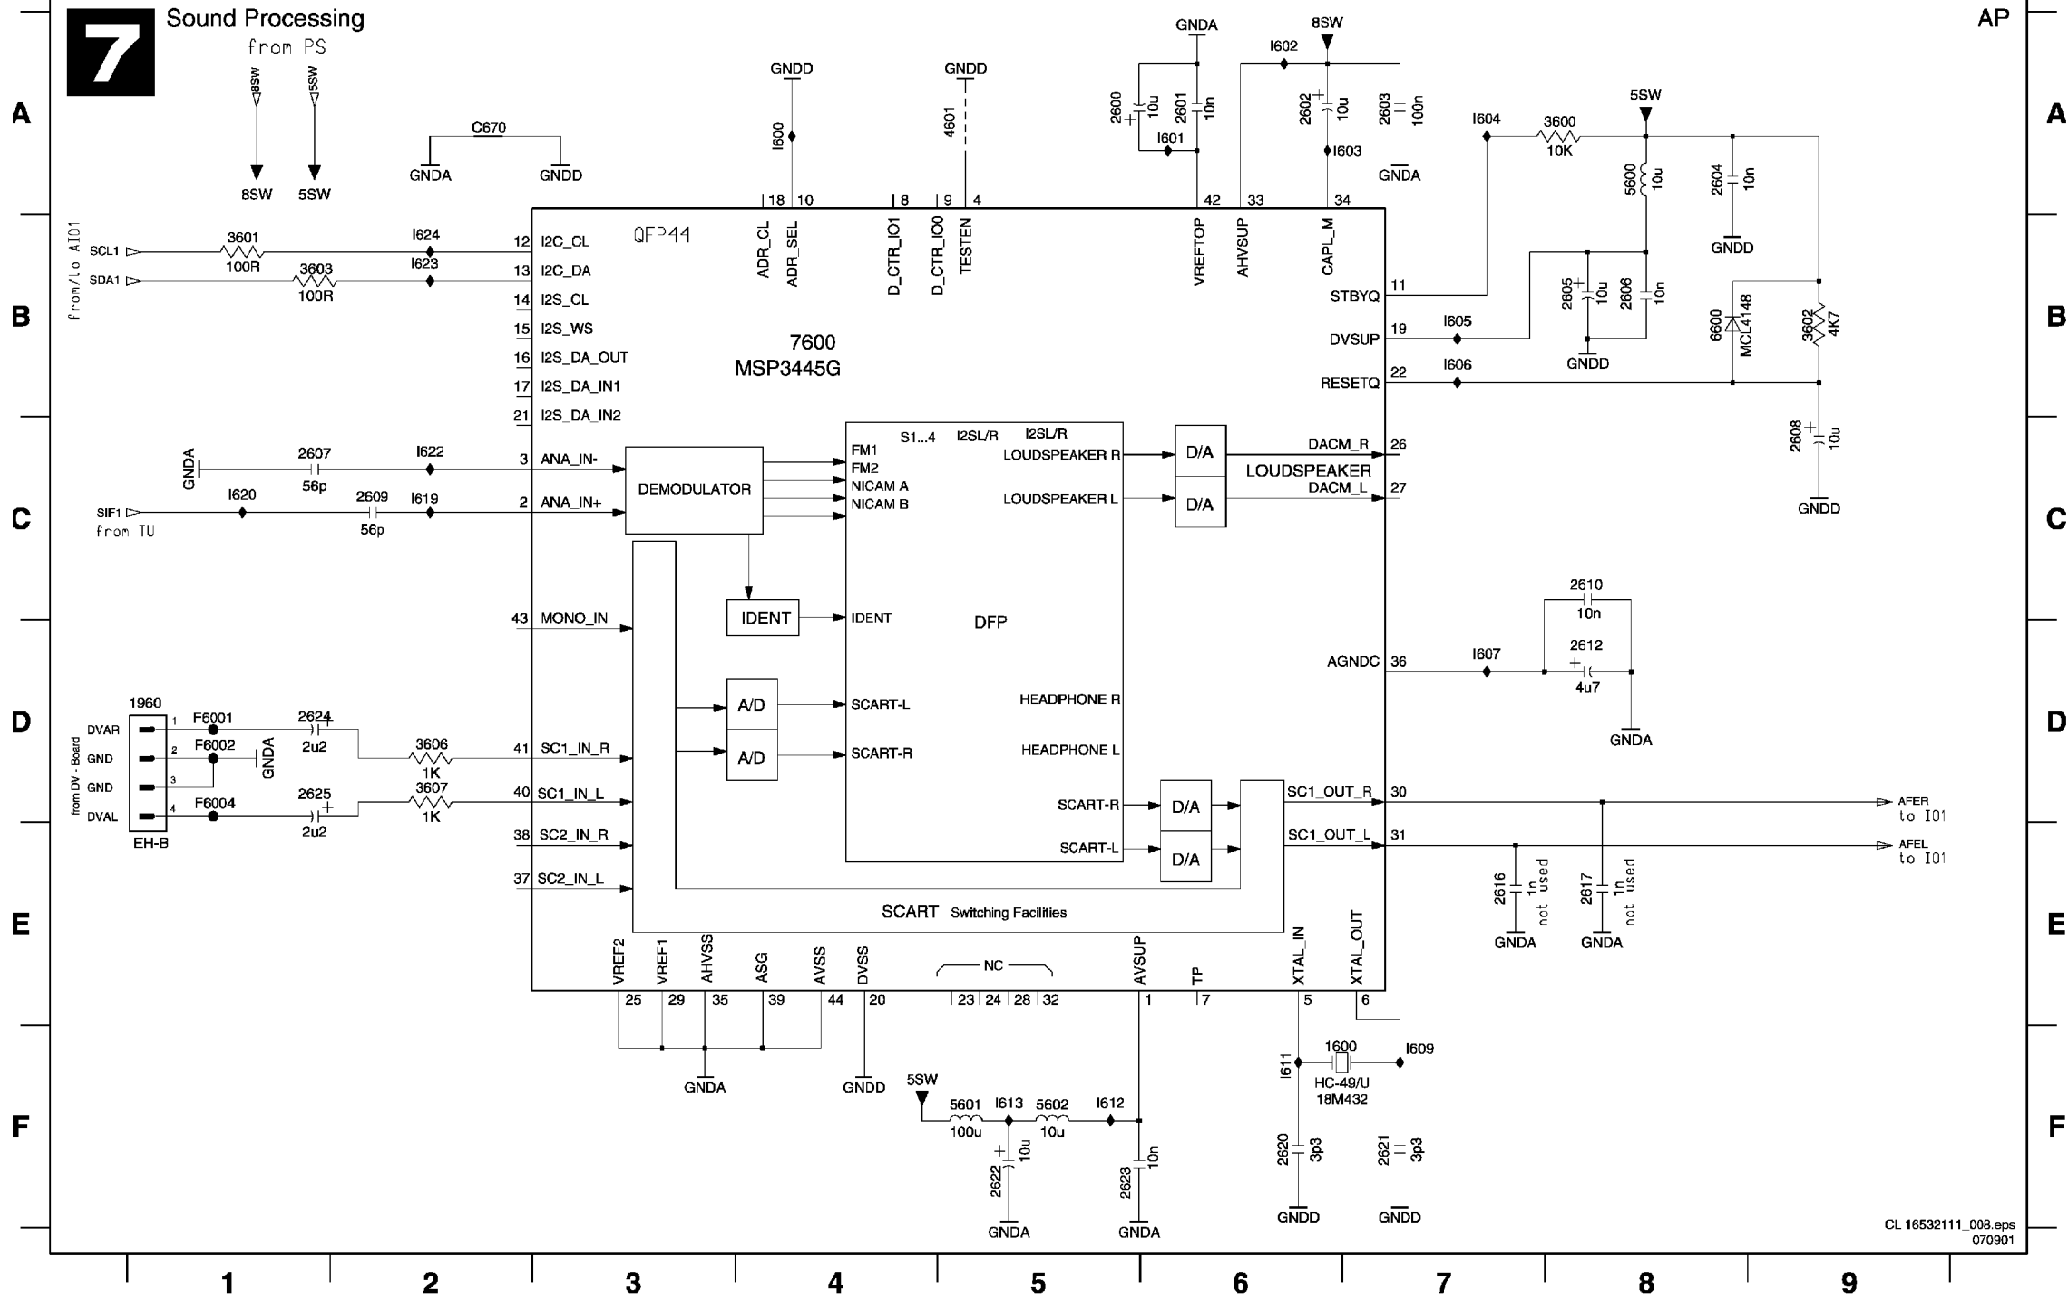 7
Sound Processing
AP
from PS
8SW
5SW
8SW
5SW
A
A
C670
GNDA
GNDD
GNDD
I600
GNDD
4601
GNDA
2600
10u
2601
10n
I601
I602
8SW
2602
10u
2603
100n
I603
GNDA
I604
3600
10K
5SW
5600
10u
2604
10n
GNDD
18
10
8
9
4
42
33
34
ADR_CL
ADR_SEL
D_CTR_IO1
D_CTR_IO0
TESTEN
VREFTOP
AHVSUP
CAPL_M
QFP44
7600
MSP3445G
B
B
from/to AIO1
SCL1
3601
100R
I624
12
I2C_CL
SDA1
3603
100R
I623
13
I2C_DA
14
I2S_CL
15
I2S_WS
16
I2S_DA_OUT
17
I2S_DA_IN1
21
I2S_DA_IN2
STBYQ
11
DVSUP
19
I605
RESETQ
22
I606
2605
10u
2606
10n
GNDD
6600
MCL4148
3602
4K7
2608
10u
GNDD
C
C
GNDA
2607
56p
I622
3
ANA_IN-
SIF1
from TU
I620
2609
56p
I619
2
ANA_IN+
DEMODULATOR
FM1
FM2
NICAM A
NICAM B
S1...4
I2SL/R
I2SL/R
LOUDSPEAKER R
LOUDSPEAKER L
D/A
D/A
DACM_R
26
LOUDSPEAKER
DACM_L
27
43
MONO_IN
IDENT
IDENT
DFP
2610
10n
2612
4u7
AGNDC
36
I607
GNDA
D
D
1960
from DV - Board
DVAR
1
F6001
GND
2
F6002
GND
3
DVAL
4
F6004
EH-B
GNDA
2624
2u2
2625
2u2
3606
1K
3607
1K
41
SC1_IN_R
40
SC1_IN_L
38
SC2_IN_R
37
SC2_IN_L
A/D
A/D
SCART-L
SCART-R
HEADPHONE R
HEADPHONE L
SCART-R
SCART-L
D/A
D/A
SC1_OUT_R
30
SC1_OUT_L
31
AFER
to I01
AFEL
to I01
2616
1n
not used
GNDA
2617
1n
not used
GNDA
E
E
SCART Switching Facilities
VREF2
VREF1
AHVSS
ASG
AVSS
DVSS
NC
AVSUP
TP
XTAL_IN
XTAL_OUT
25
29
35
39
44
20
23
24
28
32
1
7
5
6
GNDA
GNDD
F
F
5SW
5601
100u
I613
5602
10u
I612
2622
10u
GNDA
2623
10n
GNDA
I611
1600
HC-49/U
18M432
I609
2620
3p3
GNDD
2621
3p3
GNDD
CL 16532111_008.eps
070901
1
2
3
4
5
6
7
8
9